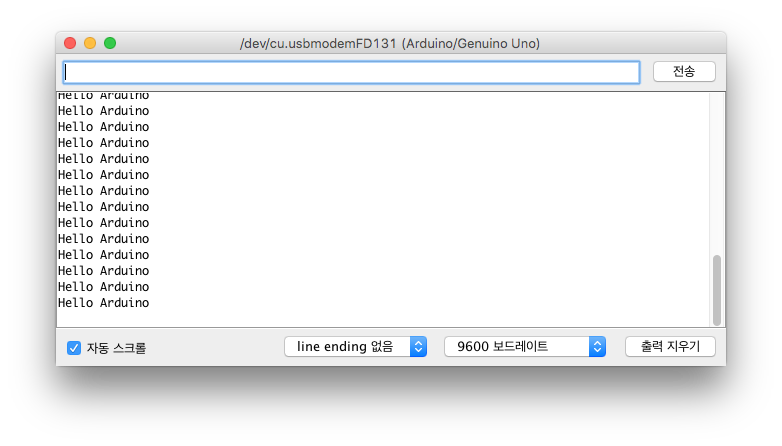 /dev/cu.usbmodemFD131 (Arduino/Genuino Uno)
전송
Hello Arduino
Hello Arduino
Hello Arduino
Hello Arduino
Hello Arduino
Hello Arduino
Hello Arduino
Hello Arduino
Hello Arduino
Hello Arduino
Hello Arduino
Hello Arduino
Hello Arduino
Hello Arduino
자동 스크롤
line ending 없음
9600 보드레이트
출력 지우기